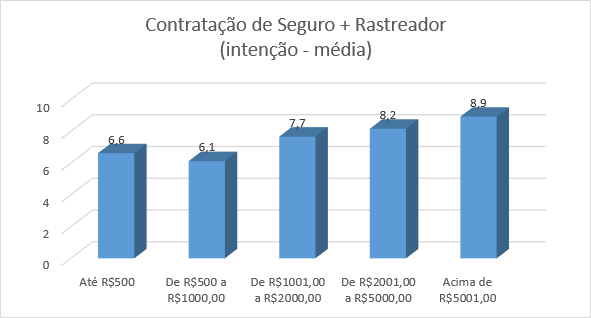 Contratação de Seguro + Rastreador
(intenção - média)
10
8
6
4
2
0
6,6
6,1
7,7
8,2
8,9
Até R$500
De R$500 a
R$1000,00
De R$1001,00
a R$2000,00
De R$2001,00
a R$5000,00
Acima de
R$5001,00